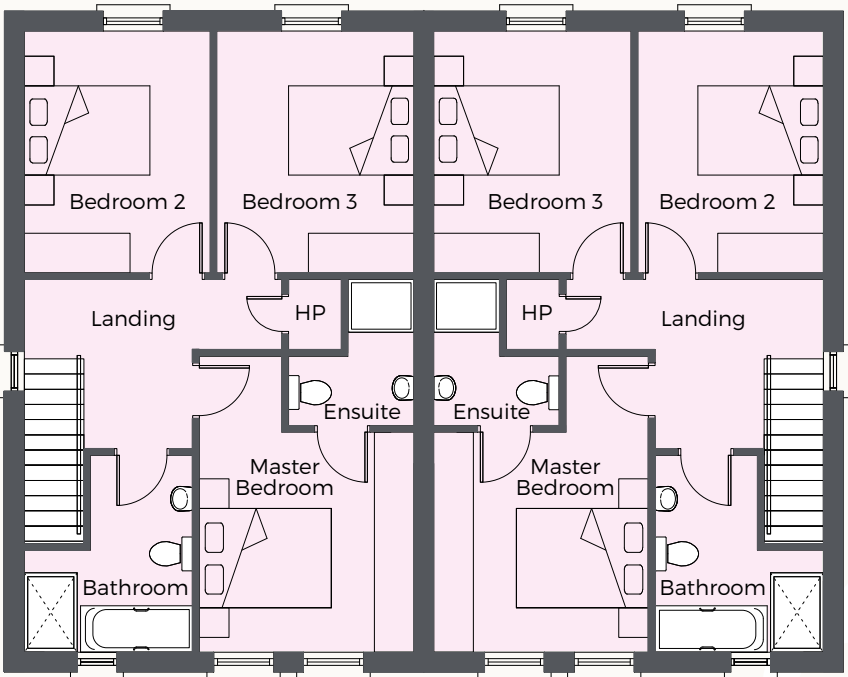 Bedroom 2
Bedroom 3
Bedroom 3
Bedroom 2
Landing
HP
HP
Landing
Ensuite
Ensuite
Master
Bedroom
Master
Bedroom
Bathroom
Bathroom